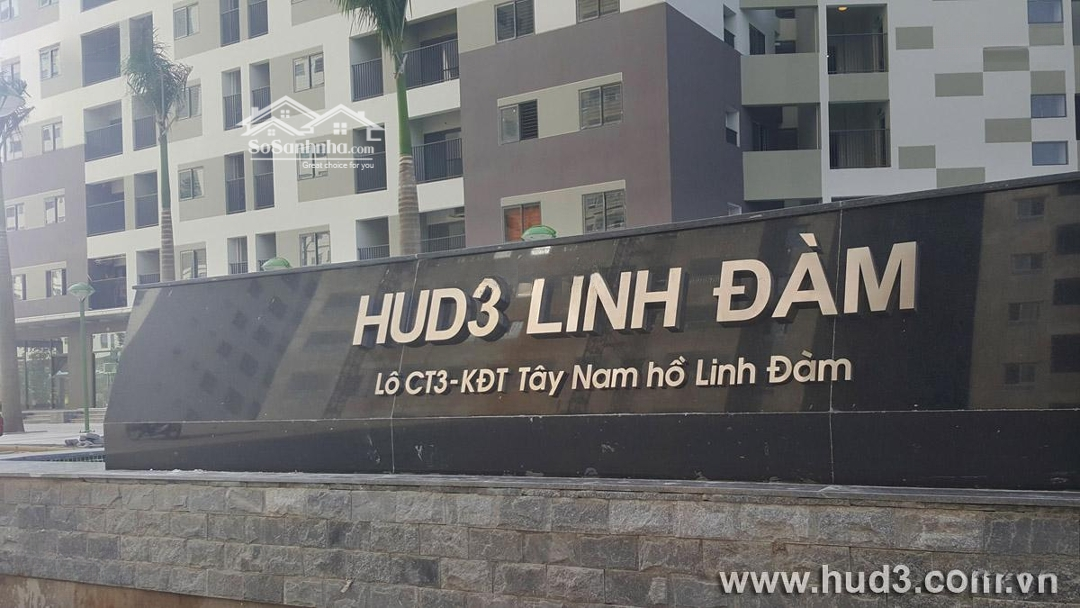 SoSanhnha.com
Great choice for you
HUD3 LINH ĐÀM
Lô CT3-KĐT Tây Nam hồ Linh Đàm
www.hud3.com.vn